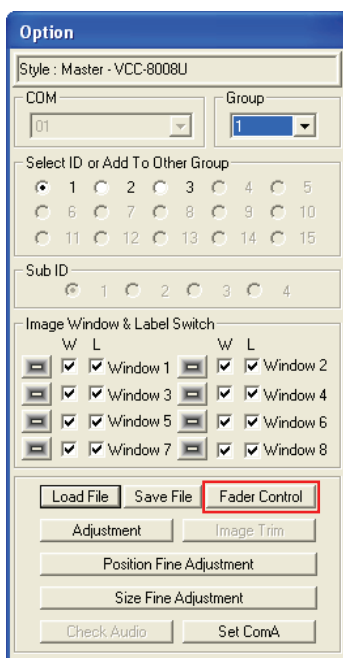 Option
Style : Master - VCC-8008U
COM
Group
01
1
Select ID or Add To Other Group
1 2 3 4 5
6 7 8 9 10
11 12 13 14 15
Sub ID
1 2 3 4
Image Window & Label Switch
W L W L
Window 1 Window 2
Window 3 Window 4
Window 5 Window 6
Window 7 Window 8
Load File Save File Fader Control
Adjustment Image Trim
Position Fine Adjustment
Size Fine Adjustment
Check Audio Set ComA